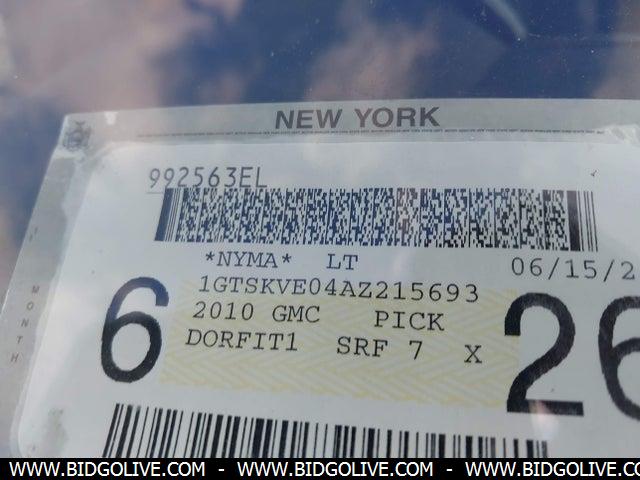 NEW YORK
992563EL
*NYMA* LT 06/15/2
1GTSKVE04AZ215693
2010 GMC PICK
DORFIT1 SRF 7 X
6 26
MONTH
WWW.BIDGOLIVE.COM - WWW.BIDGOLIVE.COM - WWW.BIDGOLIVE.COM